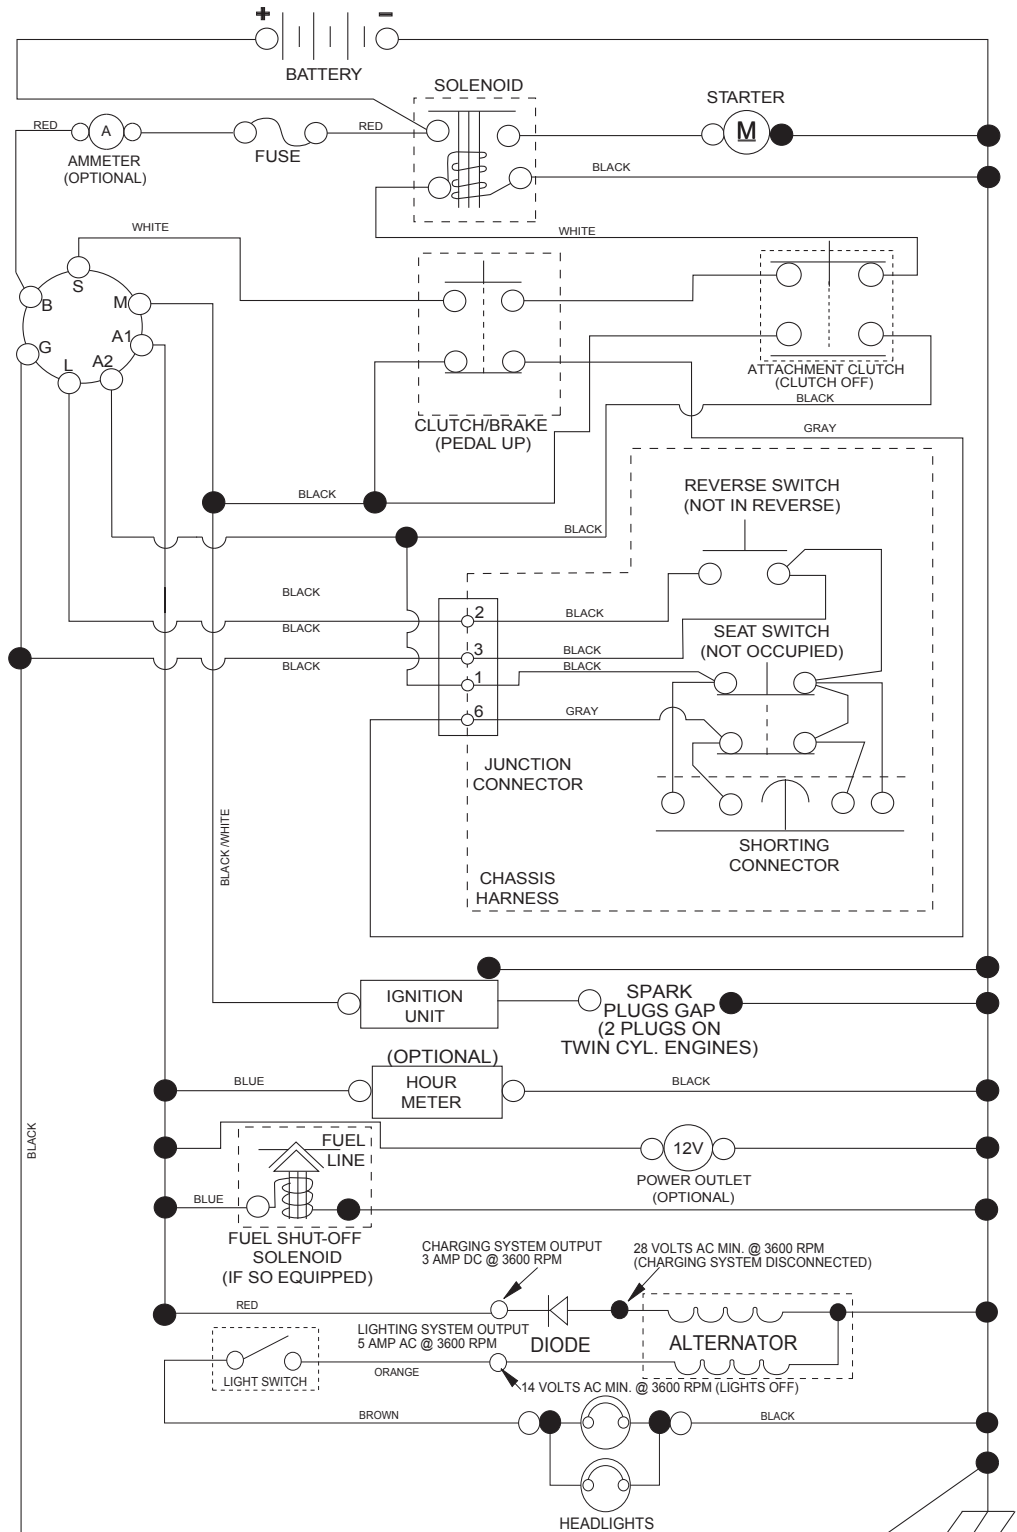 + −
BATTERY
SOLENOID
STARTER
RED
A
RED
M
AMMETER
(OPTIONAL)
FUSE
BLACK
WHITE
WHITE
S
B
M
G
A1
L
A2
ATTACHMENT CLUTCH
(CLUTCH OFF)
BLACK
CLUTCH/BRAKE
(PEDAL UP)
GRAY
BLACK
REVERSE SWITCH
(NOT IN REVERSE)
BLACK
BLACK
2
BLACK
BLACK
SEAT SWITCH
(NOT OCCUPIED)
3
BLACK
BLACK
BLACK
1
6
GRAY
JUNCTION
CONNECTOR
SHORTING
CONNECTOR
BLACK /WHITE
CHASSIS
HARNESS
IGNITION
UNIT
SPARK
PLUGS GAP
(2 PLUGS ON
TWIN CYL. ENGINES)
(OPTIONAL)
HOUR
METER
BLUE
BLACK
BLACK
FUEL
LINE
12V
POWER OUTLET
(OPTIONAL)
BLUE
FUEL SHUT-OFF
SOLENOID
(IF SO EQUIPPED)
CHARGING SYSTEM OUTPUT
3 AMP DC @ 3600 RPM
28 VOLTS AC MIN. @ 3600 RPM
(CHARGING SYSTEM DISCONNECTED)
RED
LIGHTING SYSTEM OUTPUT
5 AMP AC @ 3600 RPM
DIODE
ALTERNATOR
LIGHT SWITCH
ORANGE
14 VOLTS AC MIN. @ 3600 RPM (LIGHTS OFF)
BROWN
BLACK
HEADLIGHTS